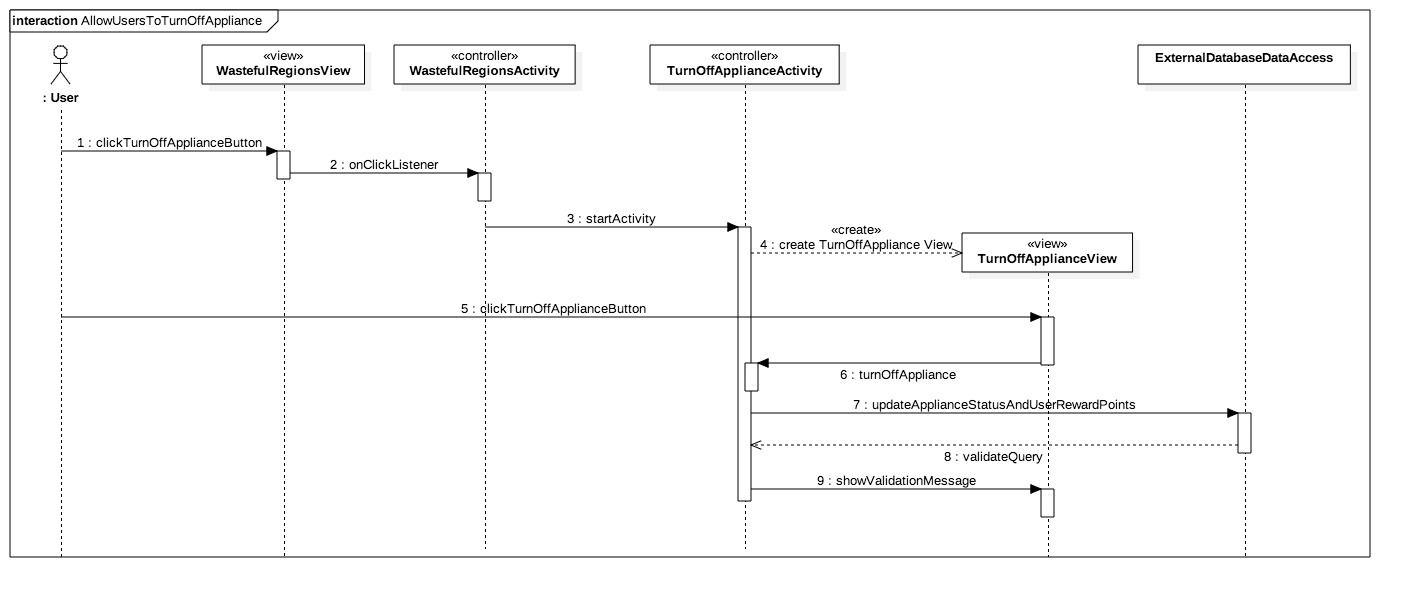 interaction AllowUsersToTurnOffAppliance
: User
«view»
WastefulRegionsView
«controller»
WastefulRegionsActivity
«controller»
TurnOffApplianceActivity
ExternalDatabaseDataAccess
1 : clickTurnOffApplianceButton
2 : onClickListener
3 : startActivity
«create»
4 : create TurnOffAppliance View
«view»
TurnOffApplianceView
5 : clickTurnOffApplianceButton
6 : turnOffAppliance
7 : updateApplianceStatusAndUserRewardPoints
8 : validateQuery
9 : showValidationMessage